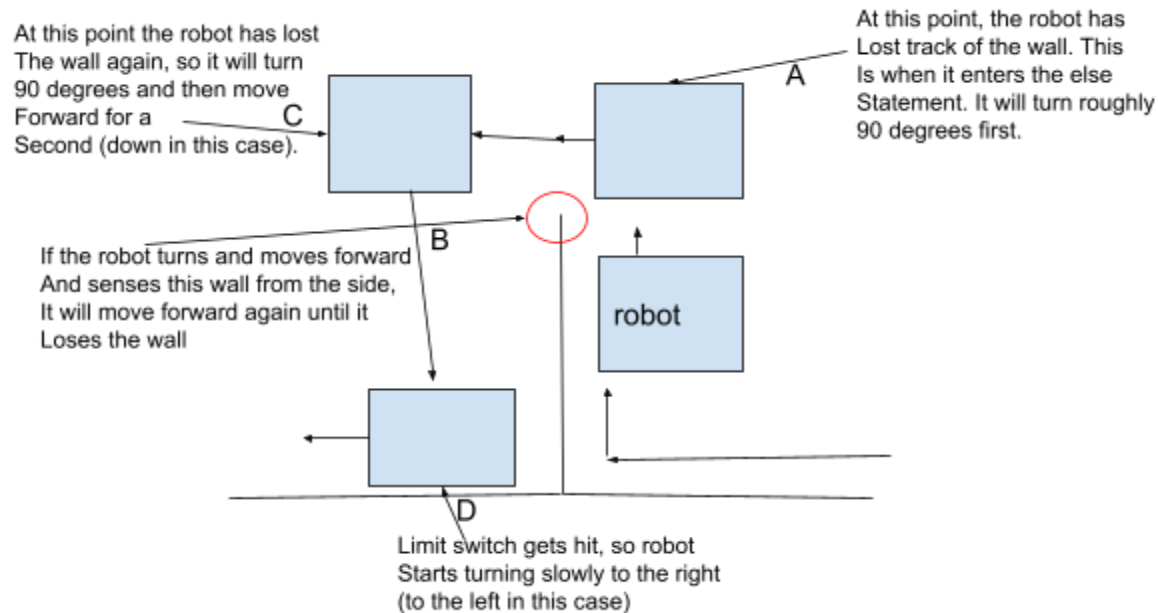 At this point the robot has lost
The wall again, so it will turn
90 degrees and then move
Forward for a
Second (down in this case).
C
At this point, the robot has
Lost track of the wall. This
Is when it enters the else
Statement. It will turn roughly
90 degrees first.
A
B
If the robot turns and moves forward
And senses this wall from the side,
It will move forward again until it
Loses the wall
robot
D
Limit switch gets hit, so robot
Starts turning slowly to the right
(to the left in this case)